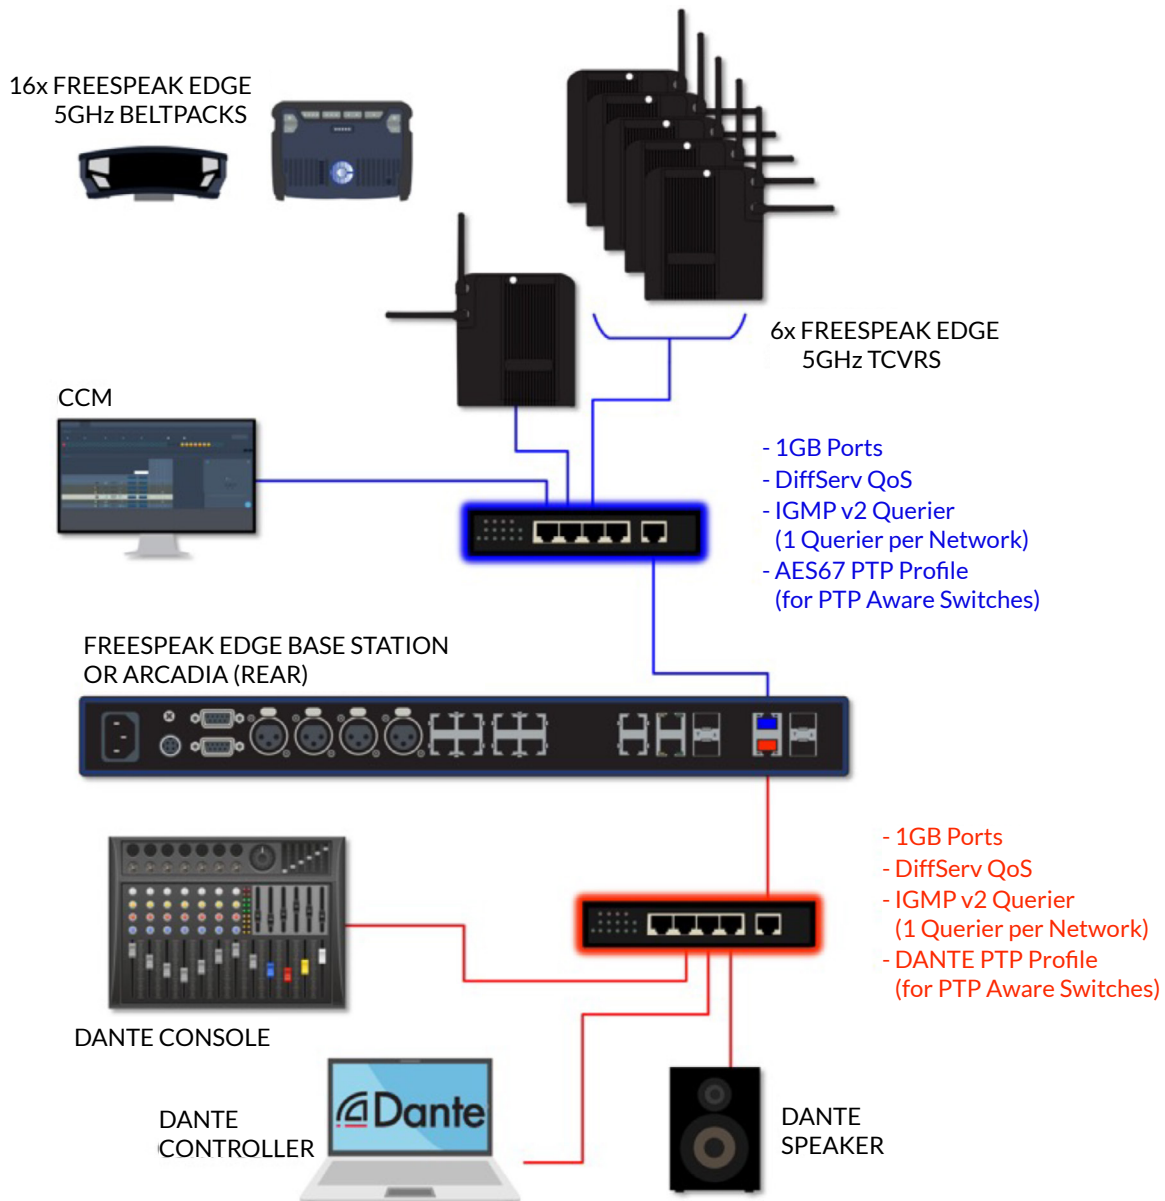 16x FREESPEAK EDGE
5GHz BELTPACKS
6x FREESPEAK EDGE
5GHz TCVRS
CCM
- 1GB Ports
- DiffServ QoS
- IGMP v2 Querier
(1 Querier per Network)
- AES67 PTP Profile
(for PTP Aware Switches)
FREESPEAK EDGE BASE STATION
OR ARCADIA (REAR)
- 1GB Ports
- DiffServ QoS
- IGMP v2 Querier
(1 Querier per Network)
- DANTE PTP Profile
(for PTP Aware Switches)
DANTE CONSOLE
DANTE
CONTROLLER
Dante
DANTE
SPEAKER